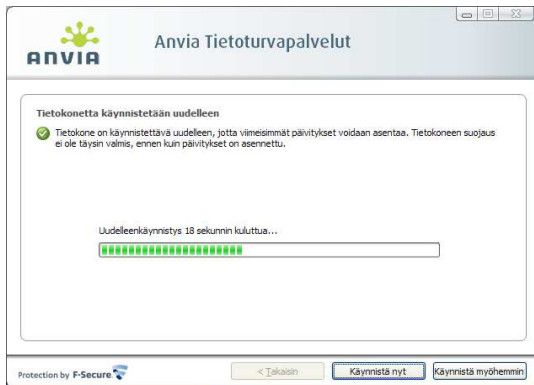 ANVIA
Anvia Tietoturvapalvelut
Tietokonetta käynnistetään uudelleen
Tietokone on käynnistettävä uudelleen, jotta viimeisimmät päivitykset voidaan asentaa. Tietokoneen suojaus
ei ole täysin valmis, ennen kuin päivitykset on asennettu.
Uudelleenkäynnistys 18 sekunnin kuluttua...
Protection by F-Secure
< Takaisin
Käynnistä nyt
Käynnistä myöhemmin